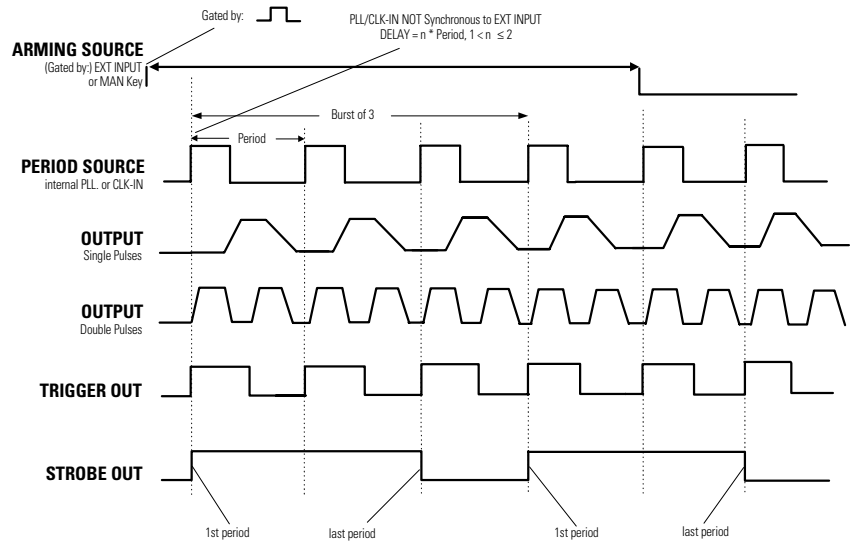 Gated by:
PLL/CLK-IN NOT Synchronous to EXT INPUT
DELAY = n * Period, 1 < n ≤ 2
ARMING SOURCE
(Gated by:) EXT INPUT
or MAN Key
Burst of 3
Period
PERIOD SOURCE
internal PLL. or CLK-IN
OUTPUT
Single Pulses
OUTPUT
Double Pulses
TRIGGER OUT
STROBE OUT
1st period
last period
1st period
last period